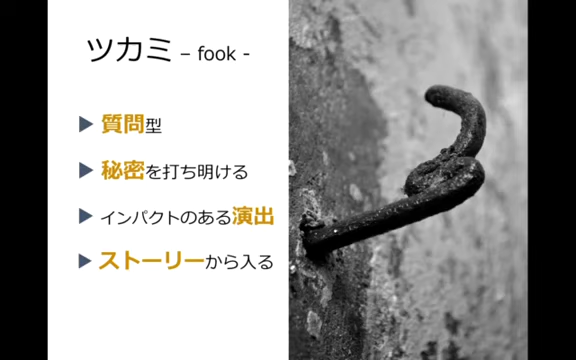 ツカミ – fook -
▶ 質問型
▶ 秘密を打ち明ける
▶ インパクトのある演出
▶ ストーリーから入る